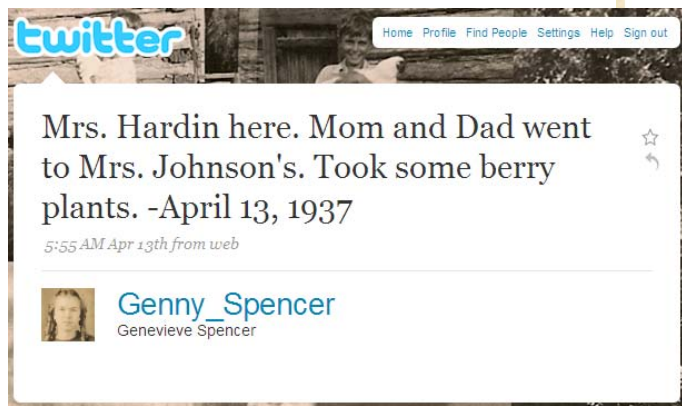 twitter
Home Profile Find People Settings Help Sign out
Mrs. Hardin here. Mom and Dad went
to Mrs. Johnson's. Took some berry
plants. -April 13, 1937
5:55 AM Apr 13th from web
Genny_Spencer
Genevieve Spencer